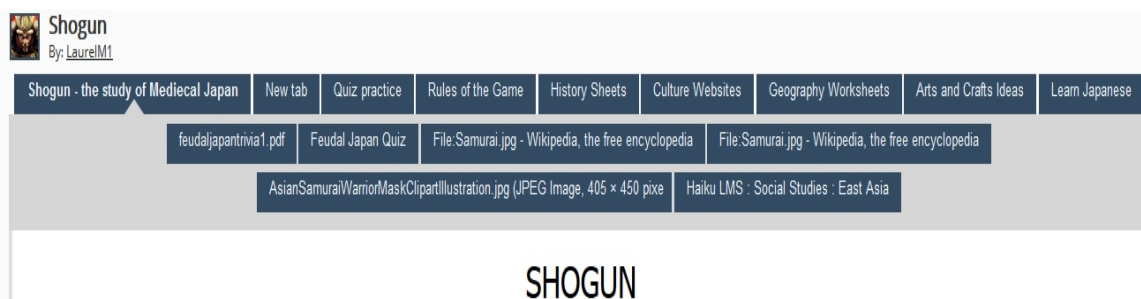 Shogun
By: LaurelM1
Shogun - the study of Mediecal Japan New tab Quiz practice Rules of the Game History Sheets Culture Websites Geography Worksheets Arts and Crafts Ideas Learn Japanese
feudaljapantrivia1.pdf Feudal Japan Quiz File:Samurai.jpg - Wikipedia, the free encyclopedia File:Samurai.jpg - Wikipedia, the free encyclopedia
AsianSamuraiWarriorMaskClipartIllustration.jpg (JPEG Image, 405 × 450 pixe Haiku LMS : Social Studies : East Asia
SHOGUN